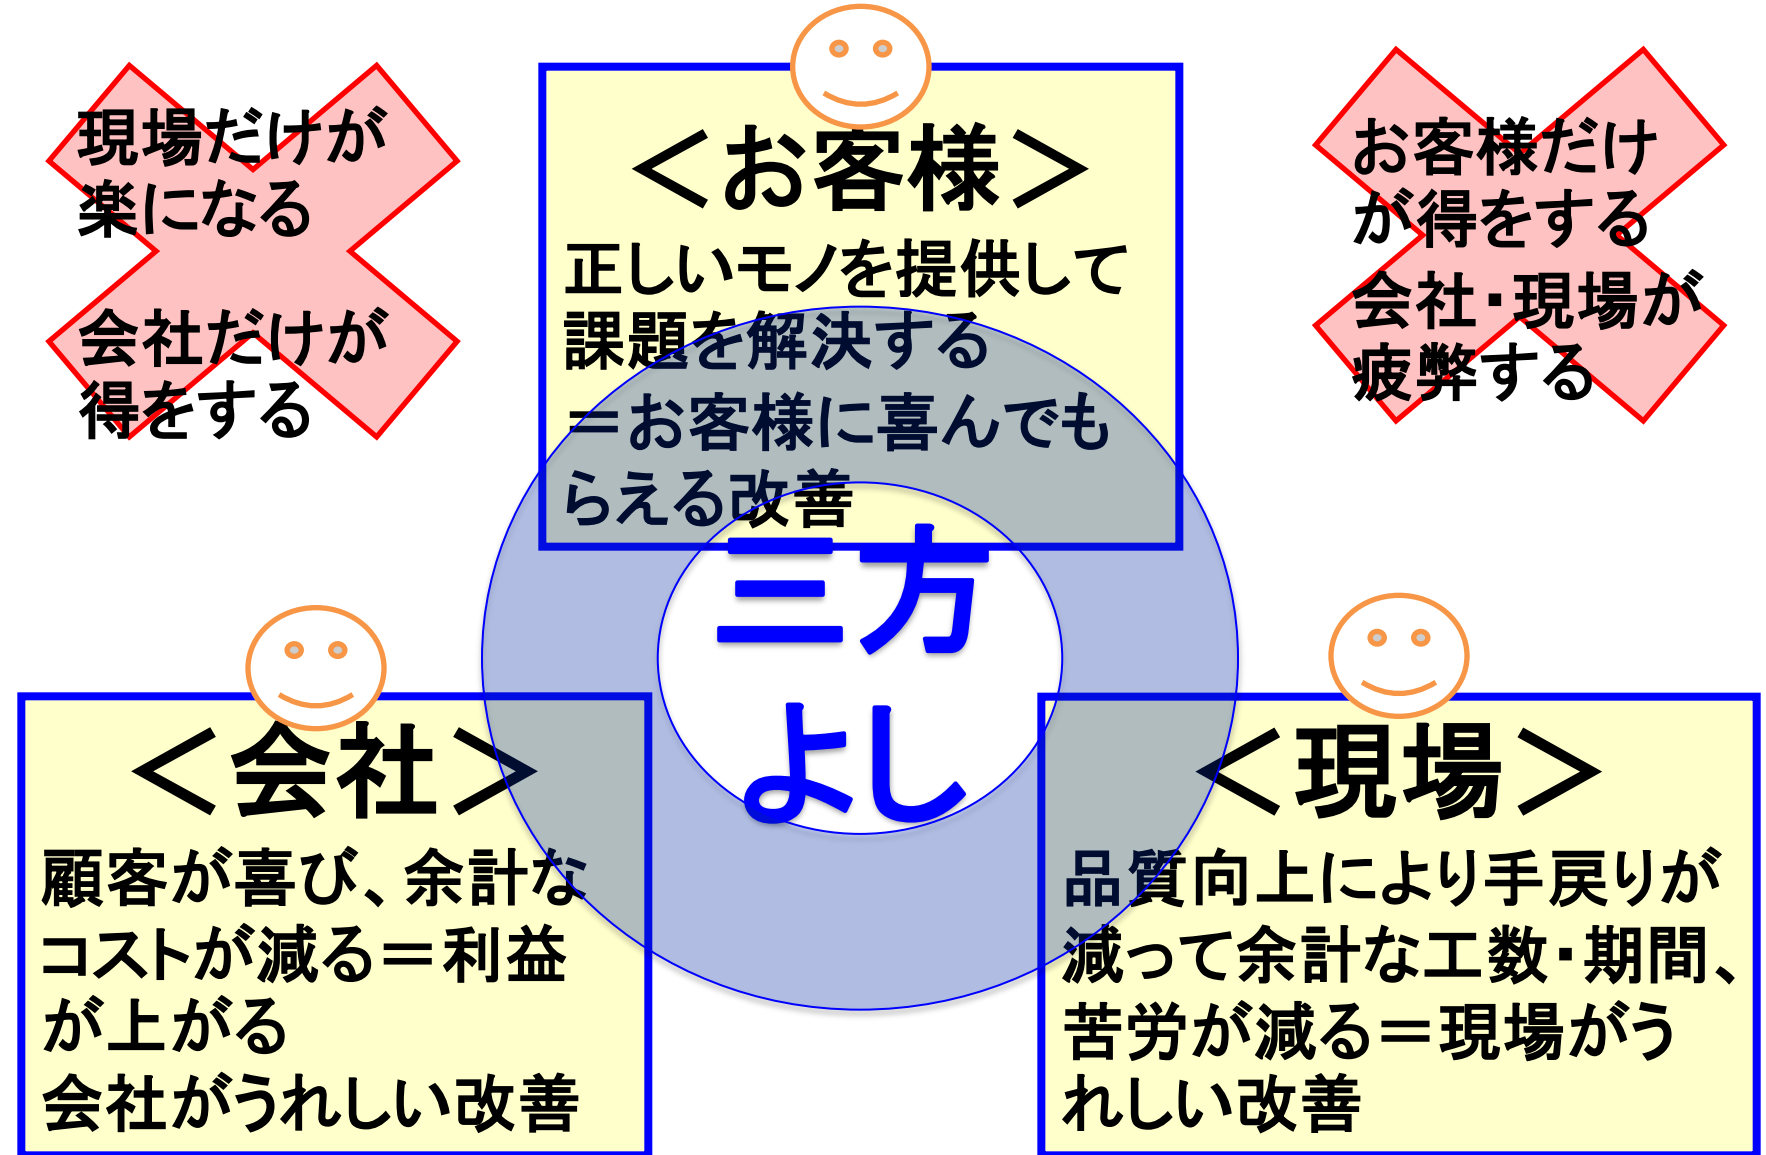 現場だけが
楽になる
会社だけが
得をする
＜お客様＞
正しいモノを提供して
課題を解決する
＝お客様に喜んでも
らえる改善
お客様だけ
が得をする
会社・現場が
疲弊する
三方
よし
＜会社＞
顧客が喜び、余計な
コストが減る＝利益
が上がる
会社がうれしい改善
＜現場＞
品質向上により手戻りが
減って余計な工数・期間、
苦労が減る＝現場がう
れしい改善